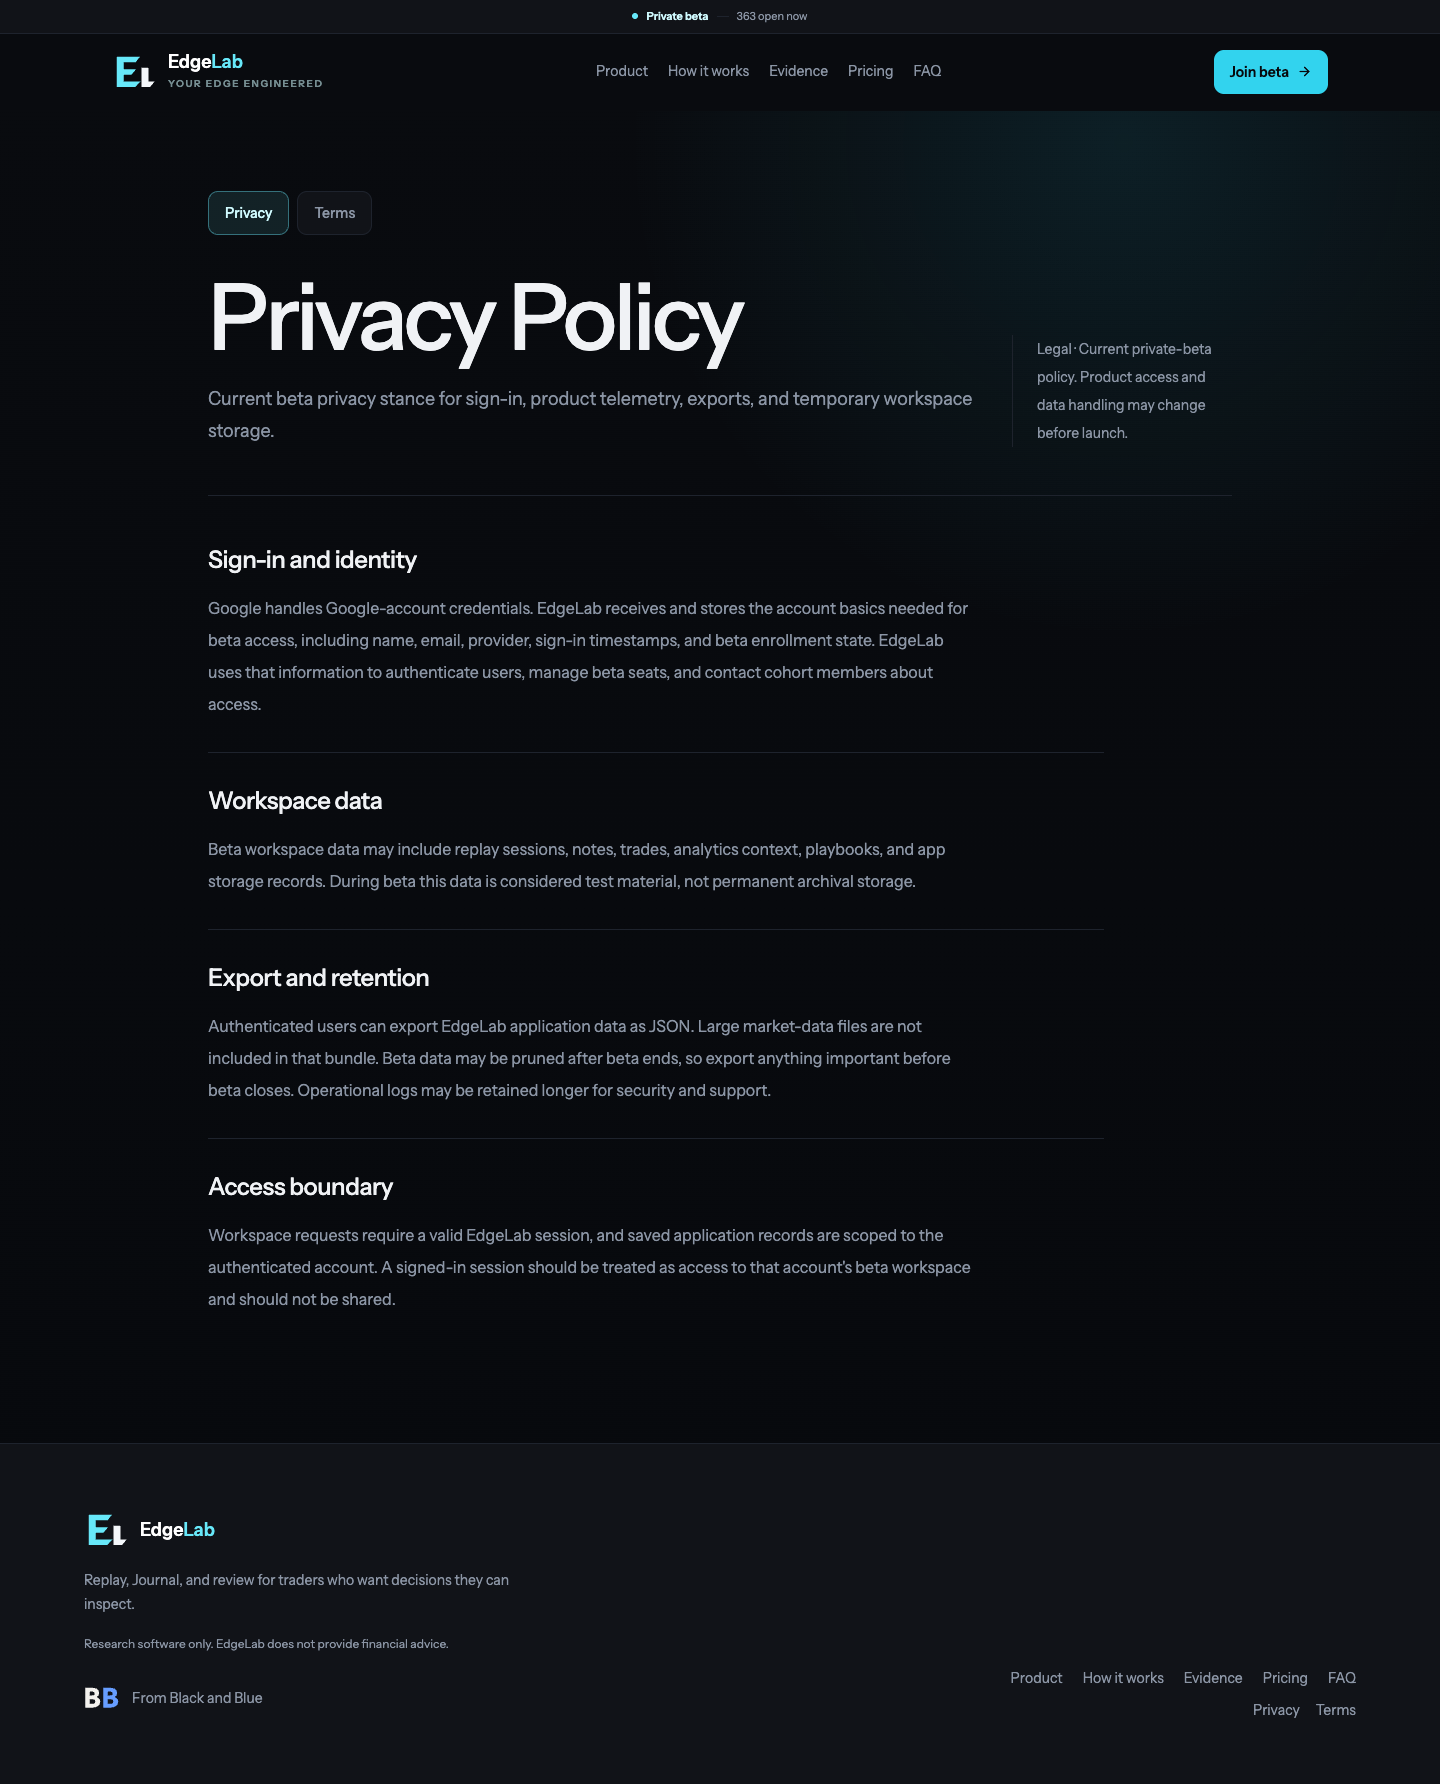 Private beta — 363 open now
EdgeLab
YOUR EDGE ENGINEERED
Product How it works Evidence Pricing FAQ
Join beta →
Privacy Terms
Privacy Policy
Current beta privacy stance for sign-in, product telemetry, exports, and temporary workspace
storage.
Legal · Current private-beta
policy. Product access and
data handling may change
before launch.
Sign-in and identity
Google handles Google-account credentials. EdgeLab receives and stores the account basics needed for
beta access, including name, email, provider, sign-in timestamps, and beta enrollment state. EdgeLab
uses that information to authenticate users, manage beta seats, and contact cohort members about
access.
Workspace data
Beta workspace data may include replay sessions, notes, trades, analytics context, playbooks, and app
storage records. During beta this data is considered test material, not permanent archival storage.
Export and retention
Authenticated users can export EdgeLab application data as JSON. Large market-data files are not
included in that bundle. Beta data may be pruned after beta ends, so export anything important before
beta closes. Operational logs may be retained longer for security and support.
Access boundary
Workspace requests require a valid EdgeLab session, and saved application records are scoped to the
authenticated account. A signed-in session should be treated as access to that account's beta workspace
and should not be shared.
EL EdgeLab
Replay, Journal, and review for traders who want decisions they can
inspect.
Research software only. EdgeLab does not provide financial advice.
BB From Black and Blue
Product How it works Evidence Pricing FAQ
Privacy Terms